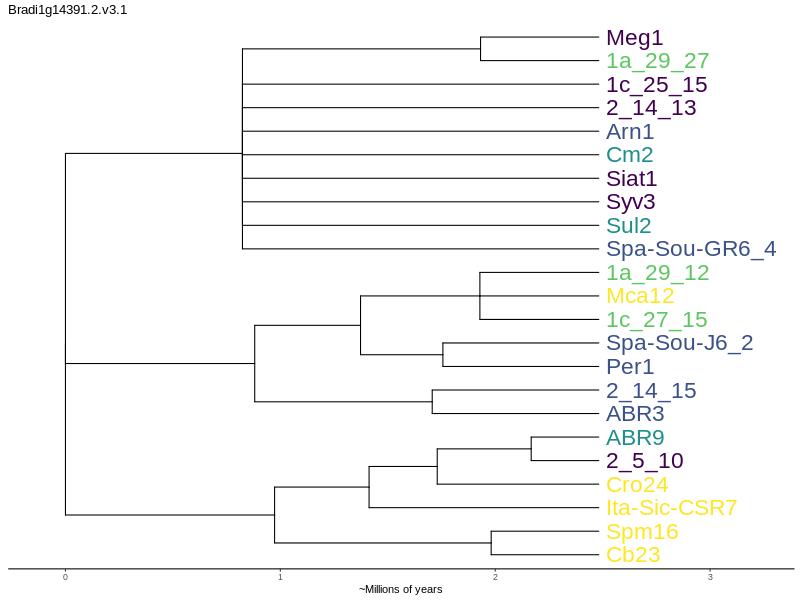 Bradi1g14391.2.v3.1
Meg1
1a_29_27
1c_25_15
2_14_13
Arn1
Cm2
Siat1
Syv3
Sul2
Spa-Sou-GR6_4
1a_29_12
Mca12
1c_27_15
Spa-Sou-J6_2
Per1
2_14_15
ABR3
ABR9
2_5_10
Cro24
Ita-Sic-CSR7
Spm16
Cb23
0 1 2 3
~Millions of years